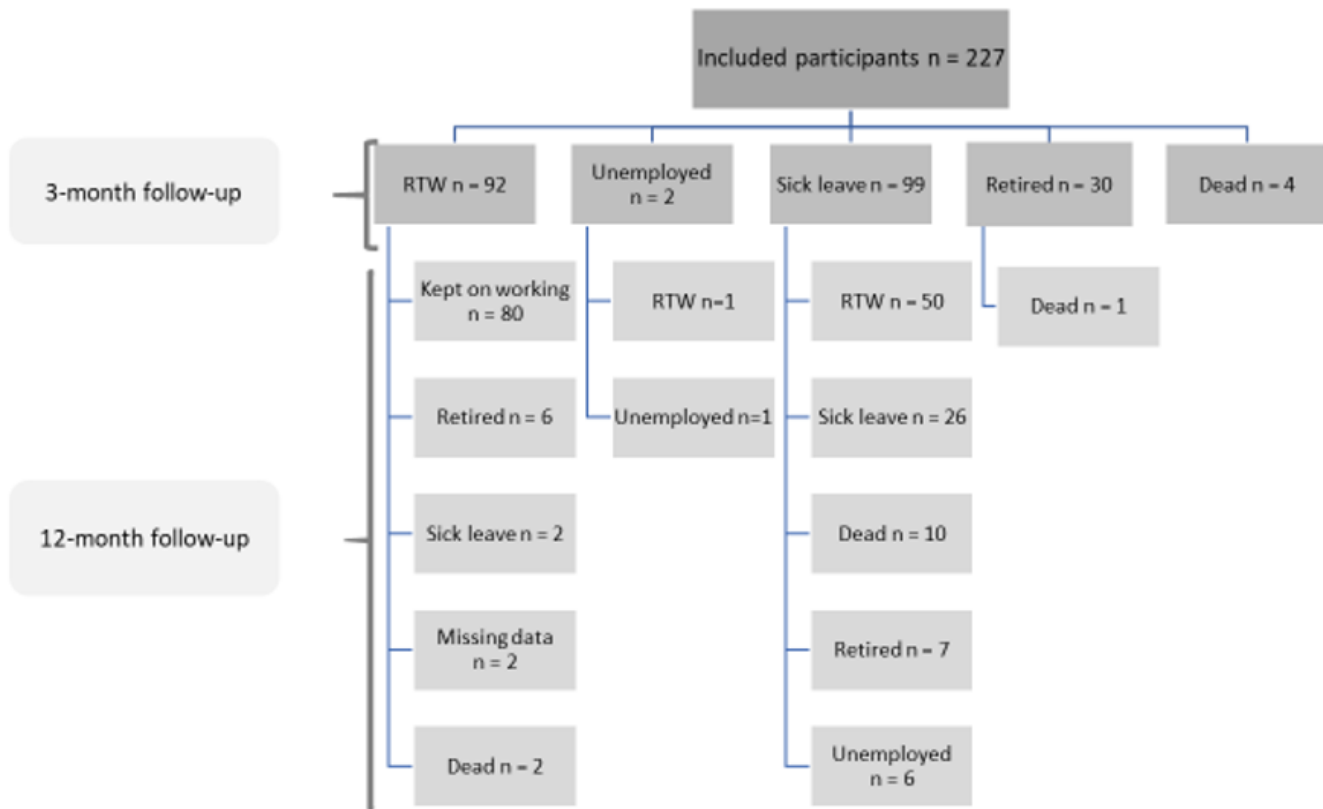 Included participants n = 227
3-month follow-up
RTW n = 92
Unemployed
n = 2
Sick leave n = 99
Retired n = 30
Dead n = 4
12-month follow-up
Kept on working
n = 80
Retired n = 6
Sick leave n = 2
Missing data
n = 2
Dead n = 2
RTW n=1
Unemployed n=1
RTW n = 50
Sick leave n = 26
Dead n = 10
Retired n = 7
Unemployed
n = 6
Dead n = 1